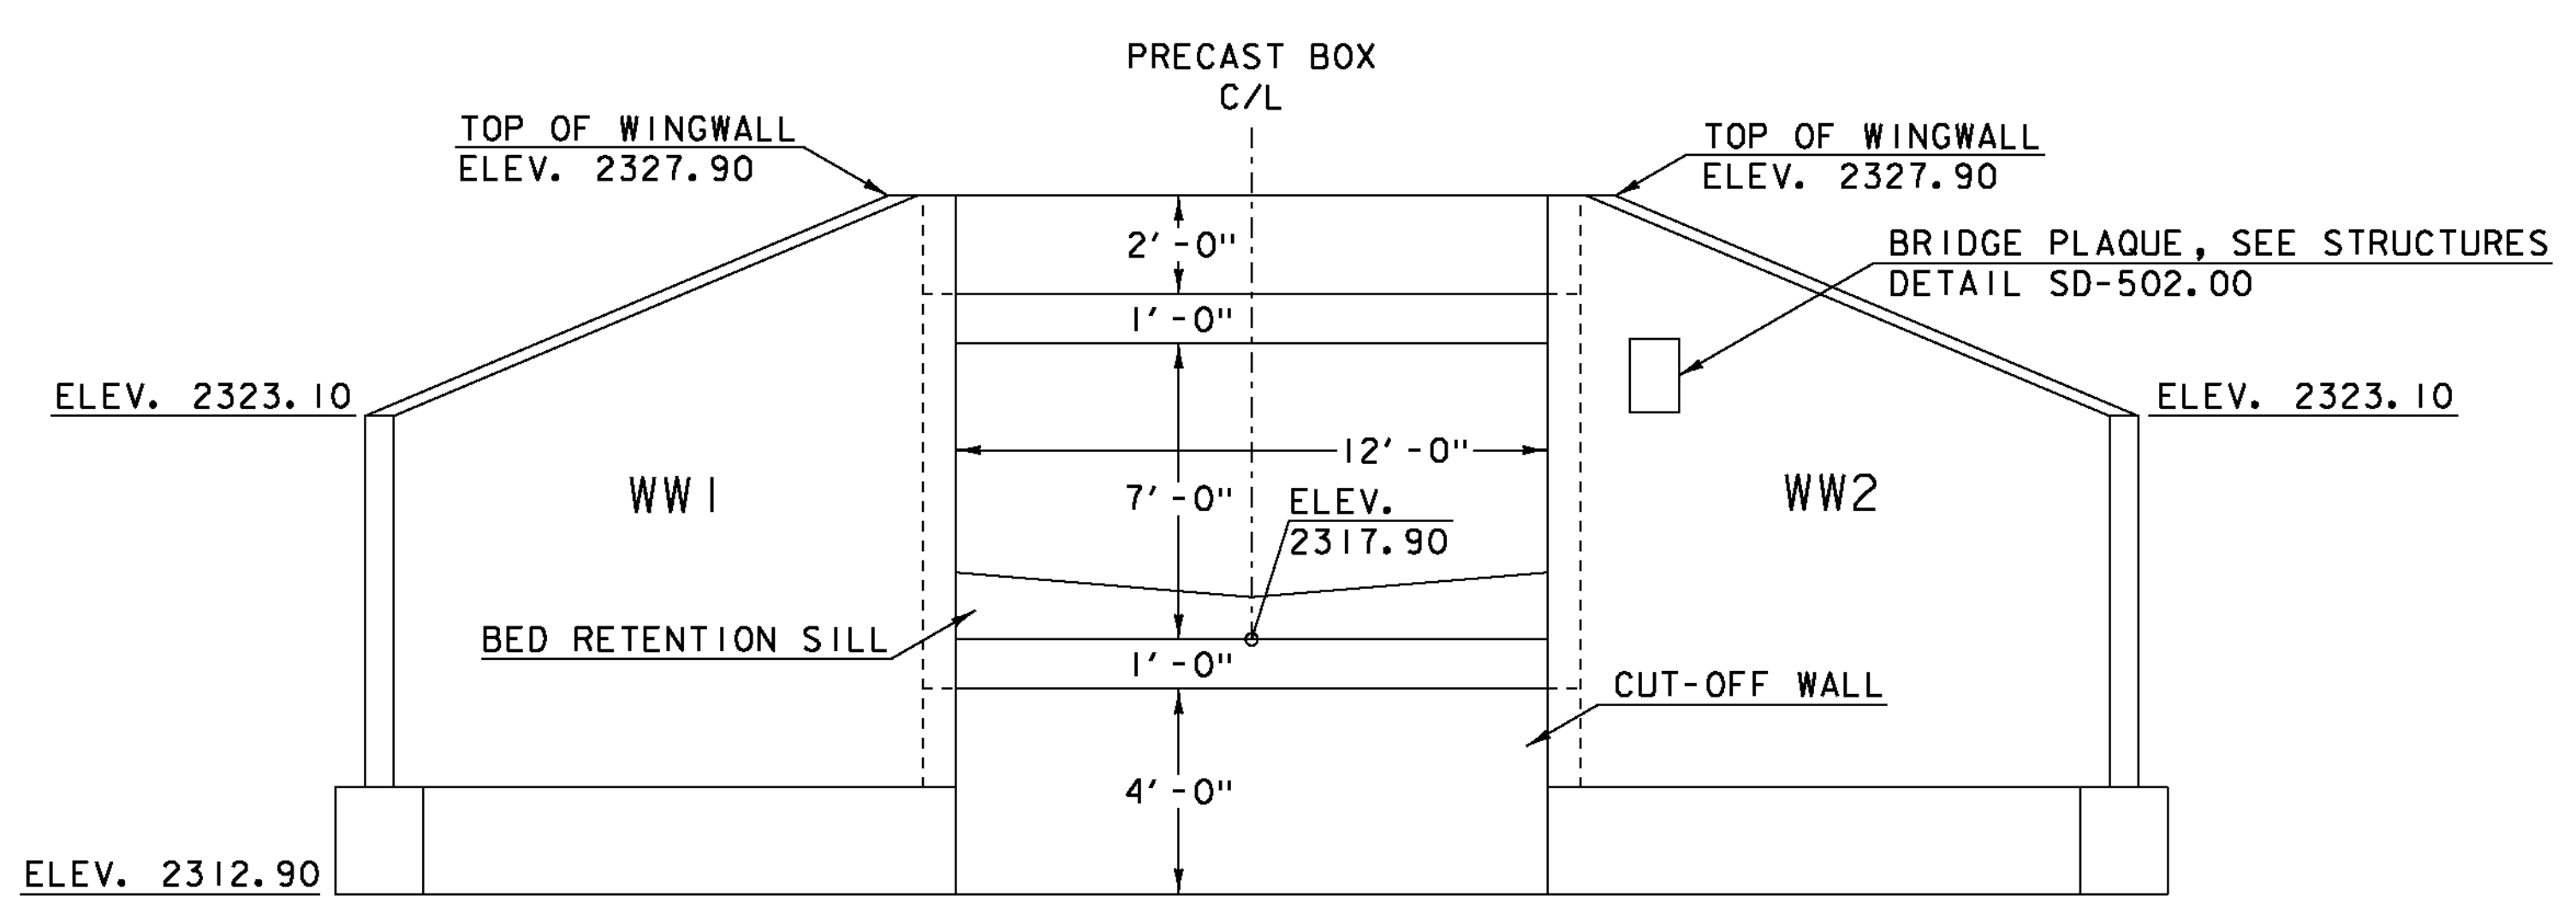 PRECAST BOX
C/L
TOP OF WINGWALL
ELEV. 2327.90
TOP OF WINGWALL
ELEV. 2327.90
2'-0"
BRIDGE PLAQUE, SEE STRUCTURES
DETAIL SD-502.00
1'-0"
ELEV. 2323.10
ELEV. 2323.10
12'-0"
WW1
7'-0"
ELEV.
2317.90
WW2
BED RETENTION SILL
1'-0"
CUT-OFF WALL
4'-0"
ELEV. 2312.90